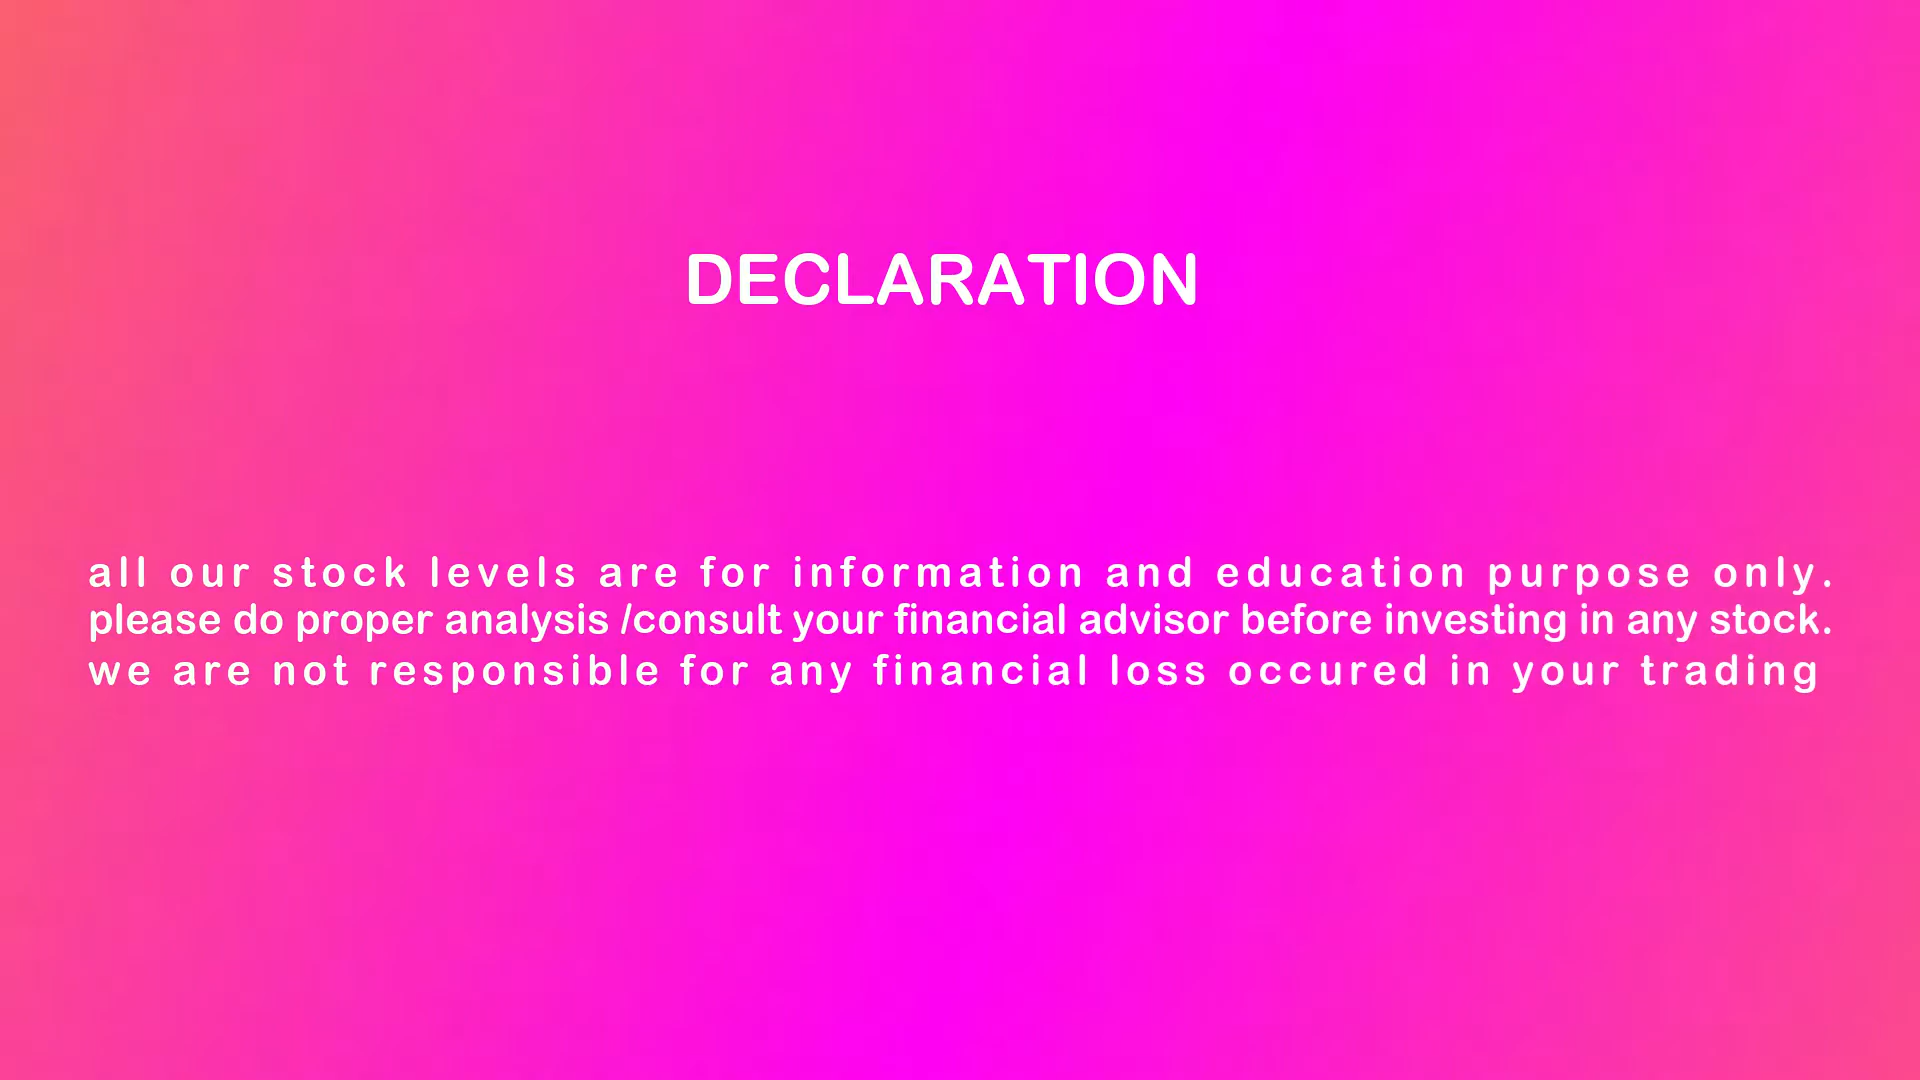 DECLARATION
all our stock levels are for information and education purpose only.
please do proper analysis /consult your financial advisor before investing in any stock.
we are not responsible for any financial loss occured in your trading